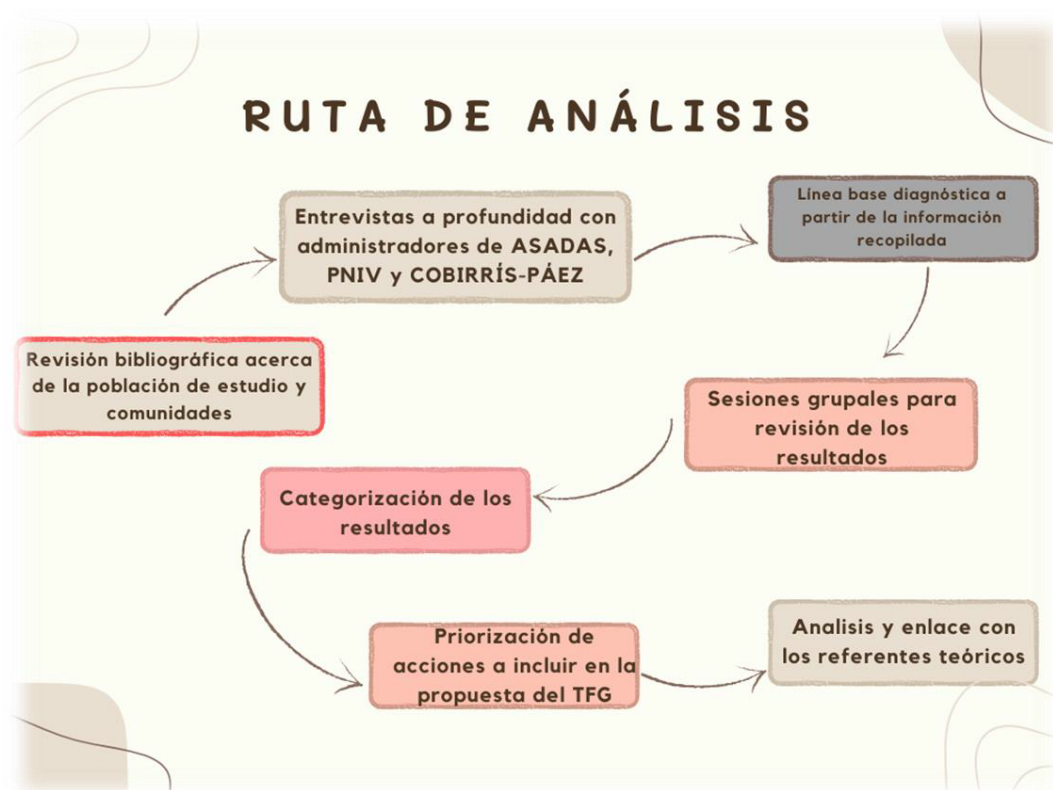 RUTA DE ANÁLISIS
Revisión bibliográfica acerca
de la población de estudio y
comunidades
Entrevistas a profundidad con
administradores de ASADAS,
PNIV y COBIRRÍS-PÁEZ
Línea base diagnóstica a
partir de la información
recopilada
Sesiones grupales para
revisión de los
resultados
Categorización de los
resultados
Priorización de
acciones a incluir en la
propuesta del TFG
Analisis y enlace con
los referentes teóricos